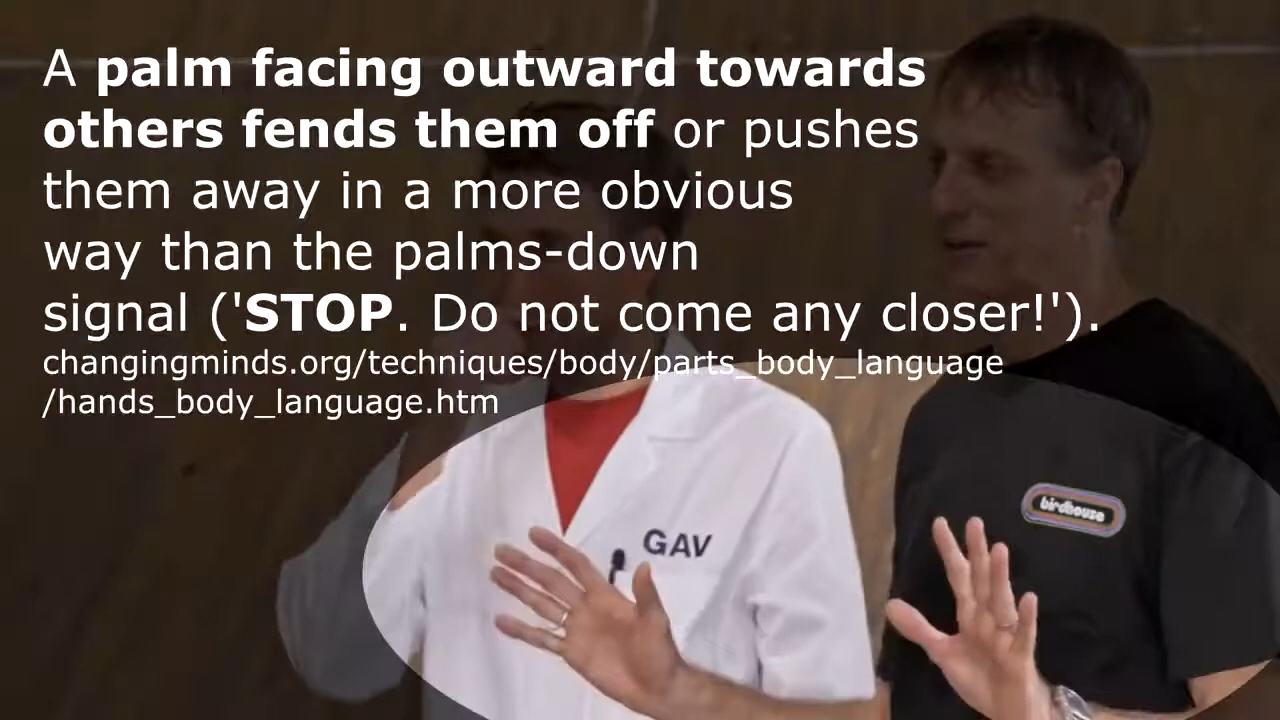 A palm facing outward towards
others fends them off or pushes
them away in a more obvious
way than the palms-down
signal ('STOP. Do not come any closer!').
changingminds.org/techniques/body/parts_body_language
/hands_body_language.htm
GAV
birdhouse